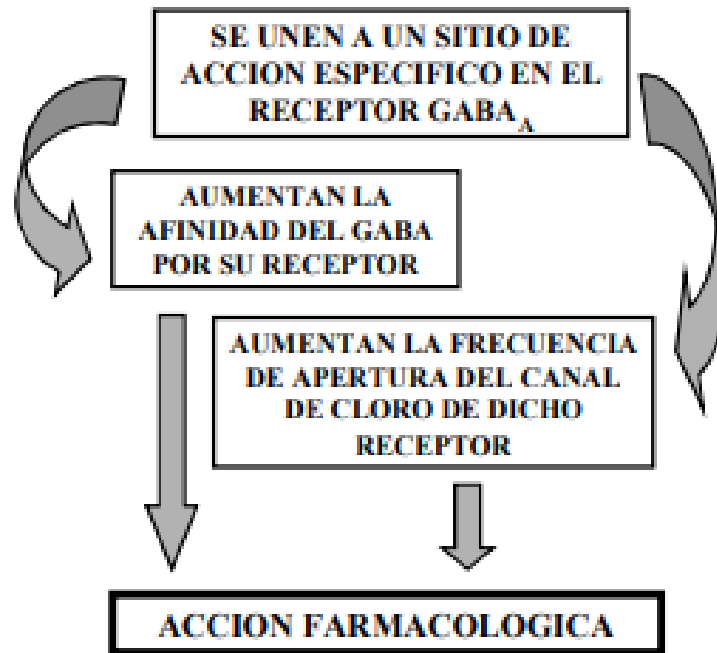 SE UNEN A UN SITIO DE
ACCION ESPECIFICO EN EL
RECEPTOR GABA A
AUMENTAN LA
AFINIDAD DEL GABA
POR SU RECEPTOR
AUMENTAN LA FRECUENCIA
DE APERTURA DEL CANAL
DE CLORO DE DICHO
RECEPTOR
ACCION FARMACOLOGICA